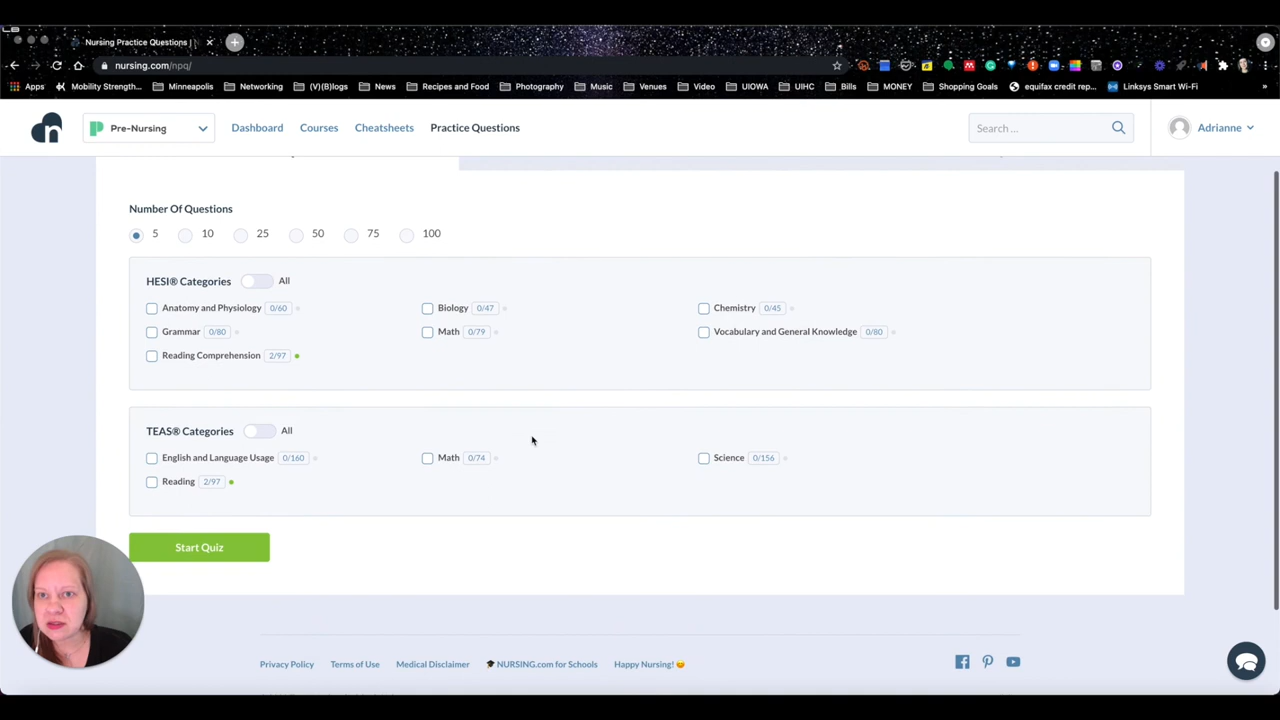 Nursing Practice Questions |
nursing.com/npq/
Apps Mobility Strength... Minneapolis Networking (V)(B)logs News Recipes and Food Photography Music Venues Video UIOWA UIHC Bills MONEY Shopping Goals equifax credit rep... Linksys Smart Wi-Fi »
n Pre-Nursing Dashboard Courses Cheatsheets Practice Questions Search ... Adrianne
Number Of Questions
5 10 25 50 75 100
HESI® Categories All
Anatomy and Physiology 0/60 Biology 0/47 Chemistry 0/45
Grammar 0/80 Math 0/79 Vocabulary and General Knowledge 0/80
Reading Comprehension 2/97
TEAS® Categories All
English and Language Usage 0/160 Math 0/74 Science 0/156
Reading 2/97
Start Quiz
Privacy Policy Terms of Use Medical Disclaimer 🎓 NURSING.com for Schools Happy Nursing! 😊